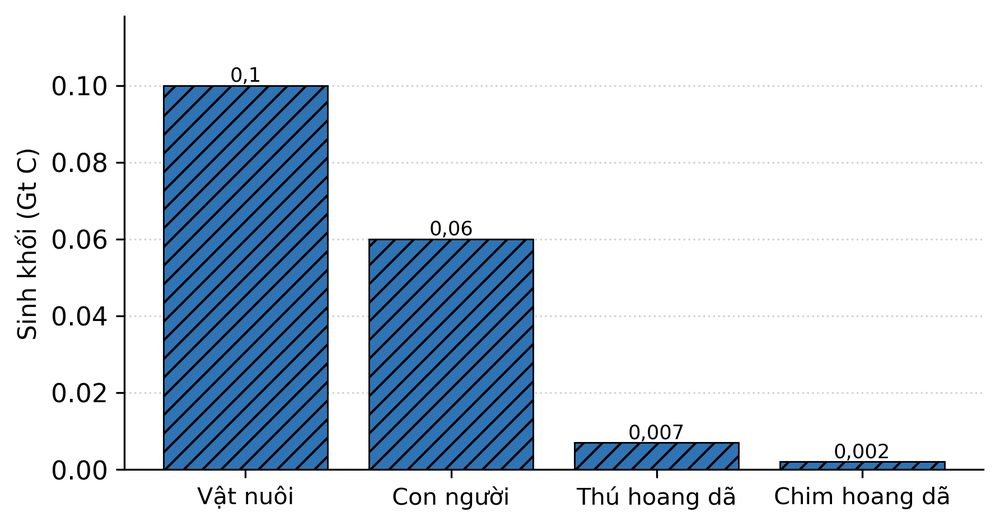 Sinh khối (Gt C)
0.10
0.08
0.06
0.04
0.02
0.00
0,1
0,06
0,007
0,002
Vật nuôi
Con người
Thú hoang dã
Chim hoang dã